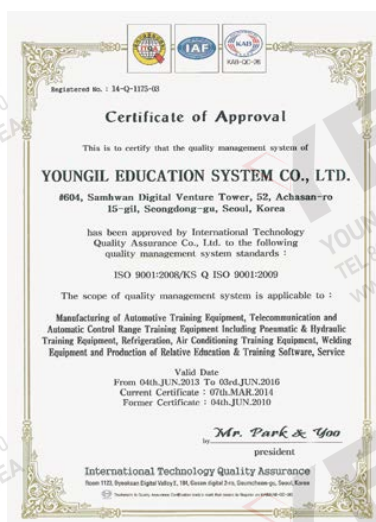 IAF
KAB
KAB-QC-26
Registered No. : 14-Q-1175-03
Certificate of Approval
This is to certify that the quality management system of
YOUNGIL EDUCATION SYSTEM CO., LTD.
#604, Samhwan Digital Venture Tower, 52, Achasan-ro
15-gil, Seongdong-gu, Seoul, Korea
has been approved by International Technology
Quality Assurance Co., Ltd. to the following
quality management system standards :
ISO 9001:2008/KS Q ISO 9001:2009
The scope of quality management system is applicable to :
Manufacturing of Automotive Training Equipment, Telecommunication and
Automatic Control Range Training Equipment Including Pneumatic & Hydraulic
Training Equipment, Refrigeration, Air Conditioning Training Equipment, Welding
Equipment and Production of Relative Education & Training Software, Service
Valid Date
From 04th.JUN.2013 To 03rd.JUN.2016
Current Certificate : 07th.MAR.2014
Former Certificate : 04th.JUN.2010
by Mr. Park & Yoo
president
International Technology Quality Assurance